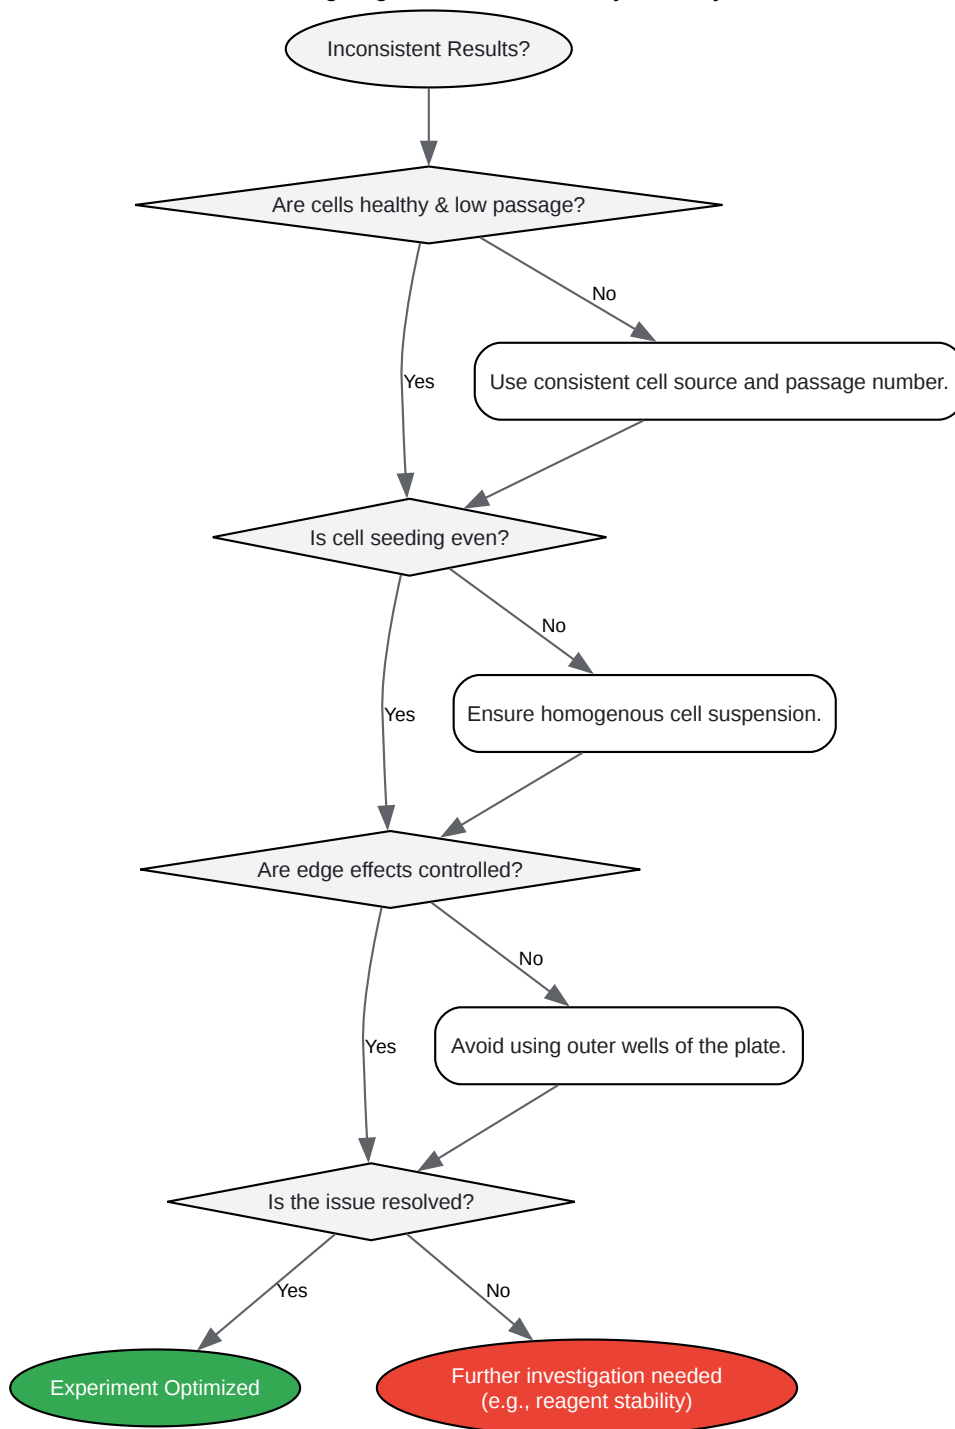 Inconsistent Results?
Are cells healthy & low passage?
No
Yes
Use consistent cell source and passage number.
Is cell seeding even?
No
Yes
Ensure homogenous cell suspension.
Are edge effects controlled?
No
Yes
Avoid using outer wells of the plate.
Is the issue resolved?
Yes
No
Experiment Optimized
Further investigation needed
(e.g., reagent stability)